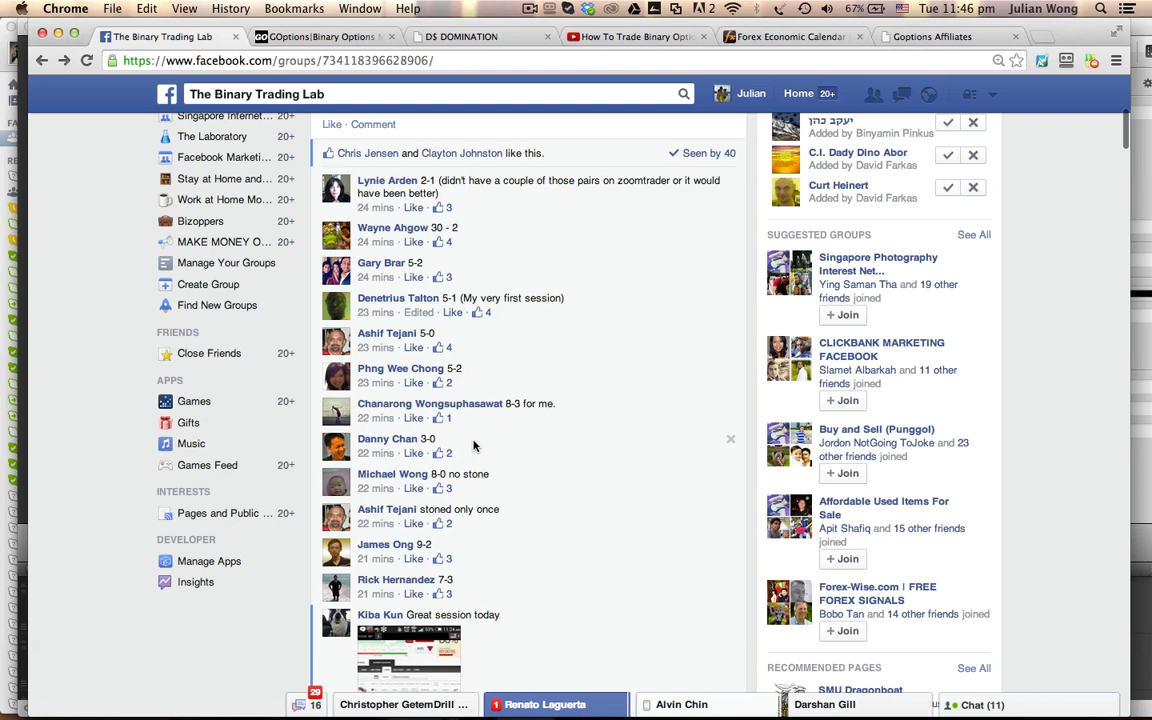 Chrome File Edit View History Bookmarks Window Help 2 67% Tue 11:46 pm Julian Wong
The Binary Trading Lab GOptions|Binary Options DS DOMINATION How To Trade Binary Optio Forex Economic Calendar Goptions Affiliates
https://www.facebook.com/groups/734118396628906/
The Binary Trading Lab Julian Home 20+
Singapore Internet... 20+
The Laboratory 20+
Facebook Marketi... 20+
Stay at Home and... 20+
Work at Home Mo... 20+
Bizoppers 20+
MAKE MONEY O... 20+
Manage Your Groups
Create Group
Find New Groups
FRIENDS
Close Friends 20+
APPS
Games 20+
Gifts
Music
Games Feed 20+
INTERESTS
Pages and Public ... 20+
DEVELOPER
Manage Apps
Insights
Like · Comment
Chris Jensen and Clayton Johnston like this. Seen by 40
Lynie Arden 2-1 (didn't have a couple of those pairs on zoomtrader or it would
have been better)
24 mins · Like · 3
Wayne Ahgow 30 - 2
24 mins · Like · 4
Gary Brar 5-2
24 mins · Like · 3
Denetrius Talton 5-1 (My very first session)
23 mins · Edited · Like · 4
Ashif Tejani 5-0
23 mins · Like · 4
Phng Wee Chong 5-2
23 mins · Like · 2
Chanarong Wongsuphasawat 8-3 for me.
22 mins · Like · 1
Danny Chan 3-0
22 mins · Like · 2
Michael Wong 8-0 no stone
22 mins · Like · 3
Ashif Tejani stoned only once
22 mins · Like · 2
James Ong 9-2
21 mins · Like · 3
Rick Hernandez 7-3
21 mins · Like · 3
Kiba Kun Great session today
יעקב כהן
Added by Binyamin Pinkus
C.I. Dady Dino Abor
Added by David Farkas
Curt Heinert
Added by David Farkas
SUGGESTED GROUPS See All
Singapore Photography
Interest Net...
Ying Saman Tha and 19 other
friends joined
+ Join
CLICKBANK MARKETING
FACEBOOK
Slamet Albarkah and 11 other
friends joined
+ Join
Buy and Sell (Punggol)
Jordon NotGoing ToJoke and 23
others joined
+ Join
Affordable Used Items For
Sale
Apit Shafiq and 15 other friends
joined
+ Join
Forex-Wise.com | FREE
FOREX SIGNALS
Bobo Tan and 14 other friends
joined
+ Join
RECOMMENDED PAGES See All
SMU Dragonboat
29
16 Christopher GetemDrill ... 1 Renato Laguerta Alvin Chin Darshan Gill Chat (11)